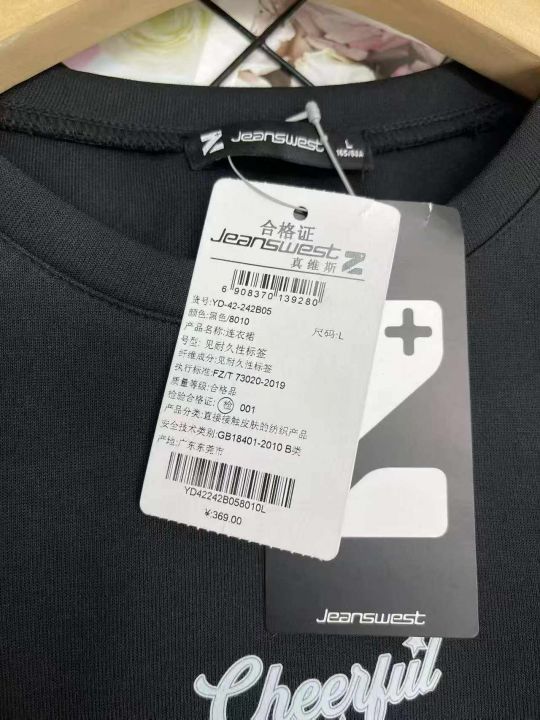 Jeanswest
L
165/88A
合格证
Jeanswest
真維斯
6 908370 139280
货号:YD-42-242B05
颜色:黑色/8010
尺码:L
产品名称:连衣裙
号型: 见耐久性标签
纤维成分:见耐久性标签
执行标准:FZ/T 73020-2019
质量等级:合格品
检验合格证: 检 001
产品分类:直接接触皮肤的纺织产品
安全技术类别:GB18401-2010 B类
产地:广东东莞市
YD42242B058010L
¥:369.00
Jeanswest
Cheerful